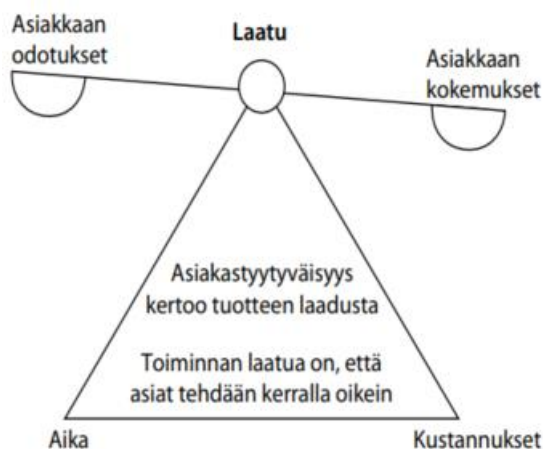 Asiakkaan
odotukset
Laatu
Asiakkaan
kokemukset
Asiakastyytyväisyys
kertoo tuotteen laadusta
Toiminnan laatua on, että
asiat tehdään kerralla oikein
Aika
Kustannukset